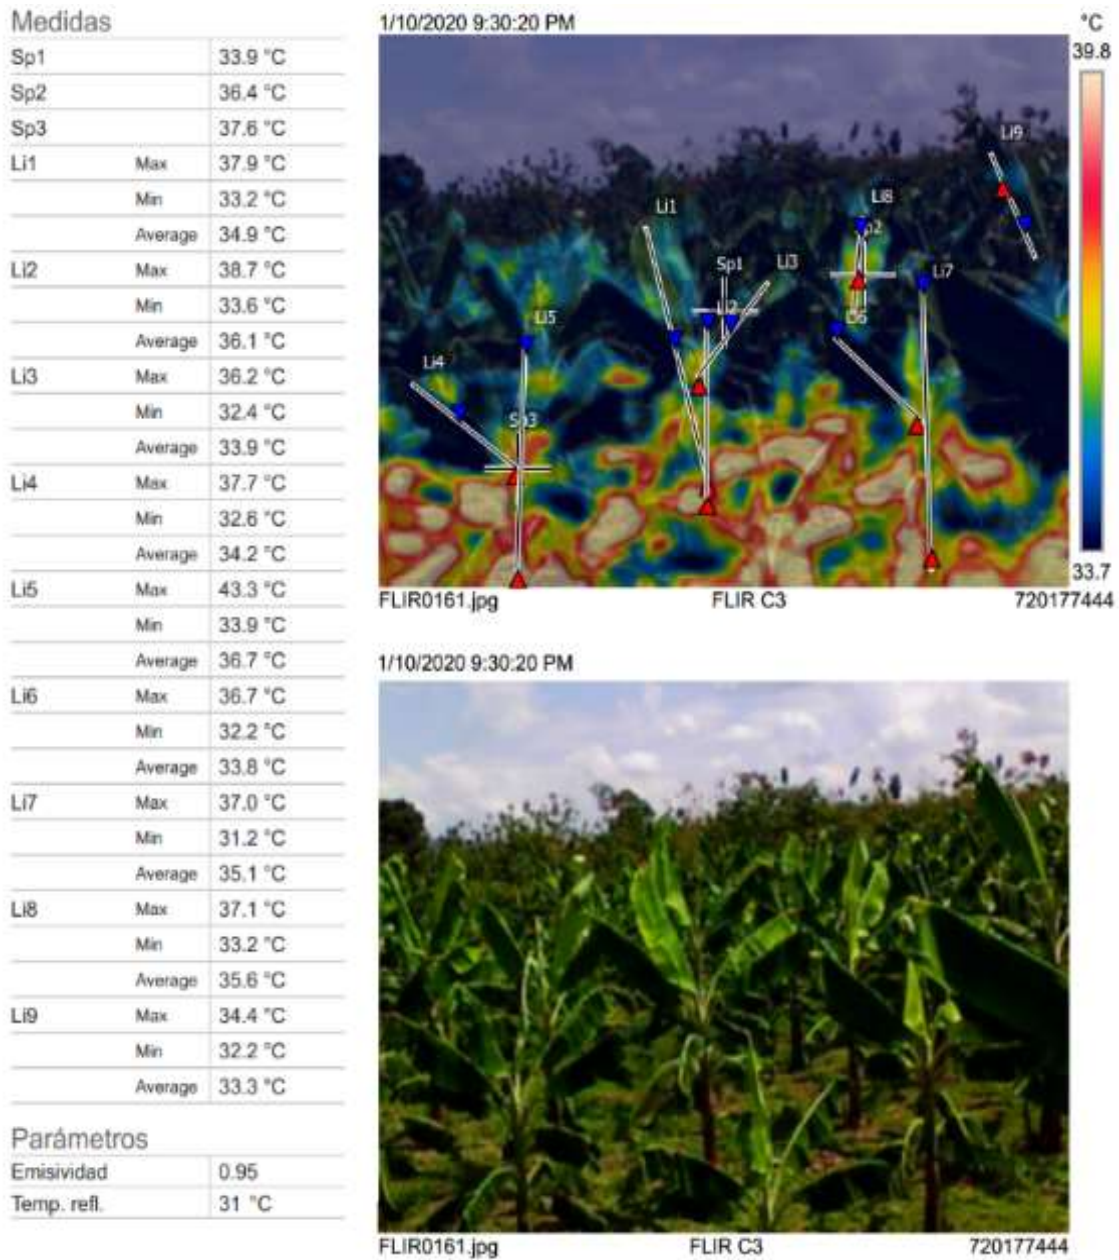 Medidas
Sp1 33.9 °C
Sp2 36.4 °C
Sp3 37.6 °C
Li1 Max 37.9 °C
Min 33.2 °C
Average 34.9 °C
Li2 Max 38.7 °C
Min 33.6 °C
Average 36.1 °C
Li3 Max 36.2 °C
Min 32.4 °C
Average 33.9 °C
Li4 Max 37.7 °C
Min 32.6 °C
Average 34.2 °C
Li5 Max 43.3 °C
Min 33.9 °C
Average 36.7 °C
Li6 Max 36.7 °C
Min 32.2 °C
Average 33.8 °C
Li7 Max 37.0 °C
Min 31.2 °C
Average 35.1 °C
Li8 Max 37.1 °C
Min 33.2 °C
Average 35.6 °C
Li9 Max 34.4 °C
Min 32.2 °C
Average 33.3 °C
Parámetros
Emisividad 0.95
Temp. refl. 31 °C
1/10/2020 9:30:20 PM
°C
39.8
Li9
Li8
Li1
p2
Sp1
Li3
Li7
Li2
Li5
Li6
Li4
Sp3
33.7
FLIR0161.jpg FLIR C3 720177444
1/10/2020 9:30:20 PM
FLIR0161.jpg FLIR C3 720177444